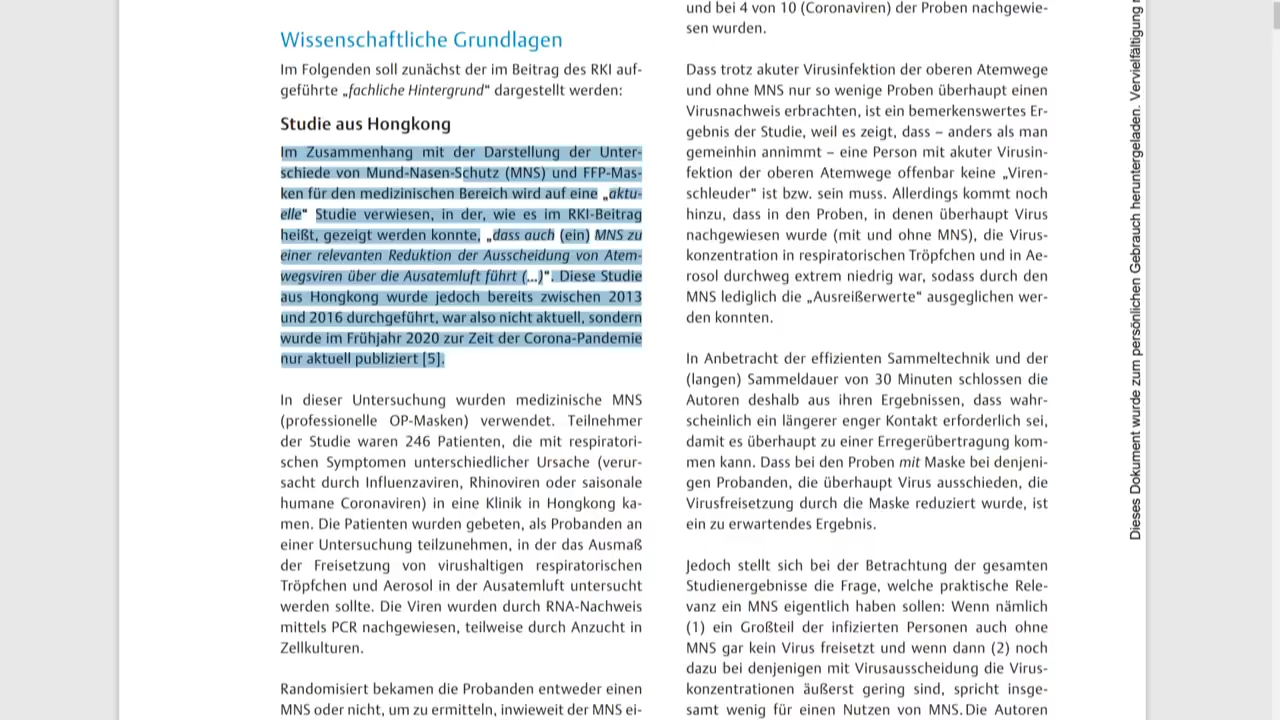 Wissenschaftliche Grundlagen
Im Folgenden soll zunächst der im Beitrag des RKI auf-
geführte „fachliche Hintergrund“ dargestellt werden:
Studie aus Hongkong
Im Zusammenhang mit der Darstellung der Unter-
schiede von Mund-Nasen-Schutz (MNS) und FFP-Mas-
ken für den medizinischen Bereich wird auf eine „aktu-
elle“ Studie verwiesen, in der, wie es im RKI-Beitrag
heißt, gezeigt werden konnte, „dass auch (ein) MNS zu
einer relevanten Reduktion der Ausscheidung von Atem-
wegsviren über die Ausatemluft führt (...)“. Diese Studie
aus Hongkong wurde jedoch bereits zwischen 2013
und 2016 durchgeführt, war also nicht aktuell, sondern
wurde im Frühjahr 2020 zur Zeit der Corona-Pandemie
nur aktuell publiziert [5].
In dieser Untersuchung wurden medizinische MNS
(professionelle OP-Masken) verwendet. Teilnehmer
der Studie waren 246 Patienten, die mit respiratori-
schen Symptomen unterschiedlicher Ursache (verur-
sacht durch Influenzaviren, Rhinoviren oder saisonale
humane Coronaviren) in eine Klinik in Hongkong ka-
men. Die Patienten wurden gebeten, als Probanden an
einer Untersuchung teilzunehmen, in der das Ausmaß
der Freisetzung von virushaltigen respiratorischen
Tröpfchen und Aerosol in der Ausatemluft untersucht
werden sollte. Die Viren wurden durch RNA-Nachweis
mittels PCR nachgewiesen, teilweise durch Anzucht in
Zellkulturen.
Randomisiert bekamen die Probanden entweder einen
MNS oder nicht, um zu ermitteln, inwieweit der MNS ei-
und bei 4 von 10 (Coronaviren) der Proben nachgewie-
sen wurden.
Dass trotz akuter Virusinfektion der oberen Atemwege
und ohne MNS nur so wenige Proben überhaupt einen
Virusnachweis erbrachten, ist ein bemerkenswertes Er-
gebnis der Studie, weil es zeigt, dass – anders als man
gemeinhin annimmt – eine Person mit akuter Virusin-
fektion der oberen Atemwege offenbar keine „Viren-
schleuder“ ist bzw. sein muss. Allerdings kommt noch
hinzu, dass in den Proben, in denen überhaupt Virus
nachgewiesen wurde (mit und ohne MNS), die Virus-
konzentration in respiratorischen Tröpfchen und in Ae-
rosol durchweg extrem niedrig war, sodass durch den
MNS lediglich die „Ausreißerwerte“ ausgeglichen wer-
den konnten.
In Anbetracht der effizienten Sammeltechnik und der
(langen) Sammeldauer von 30 Minuten schlossen die
Autoren deshalb aus ihren Ergebnissen, dass wahr-
scheinlich ein längerer enger Kontakt erforderlich sei,
damit es überhaupt zu einer Erregerübertragung kom-
men kann. Dass bei den Proben mit Maske bei denjeni-
gen Probanden, die überhaupt Virus ausschieden, die
Virusfreisetzung durch die Maske reduziert wurde, ist
ein zu erwartendes Ergebnis.
Jedoch stellt sich bei der Betrachtung der gesamten
Studienergebnisse die Frage, welche praktische Rele-
vanz ein MNS eigentlich haben sollen: Wenn nämlich
(1) ein Großteil der infizierten Personen auch ohne
MNS gar kein Virus freisetzt und wenn dann (2) noch
dazu bei denjenigen mit Virusausscheidung die Virus-
konzentrationen äußerst gering sind, spricht insge-
samt wenig für einen Nutzen von MNS. Die Autoren
Dieses Dokument wurde zum persönlichen Gebrauch heruntergeladen. Vervielfältigung